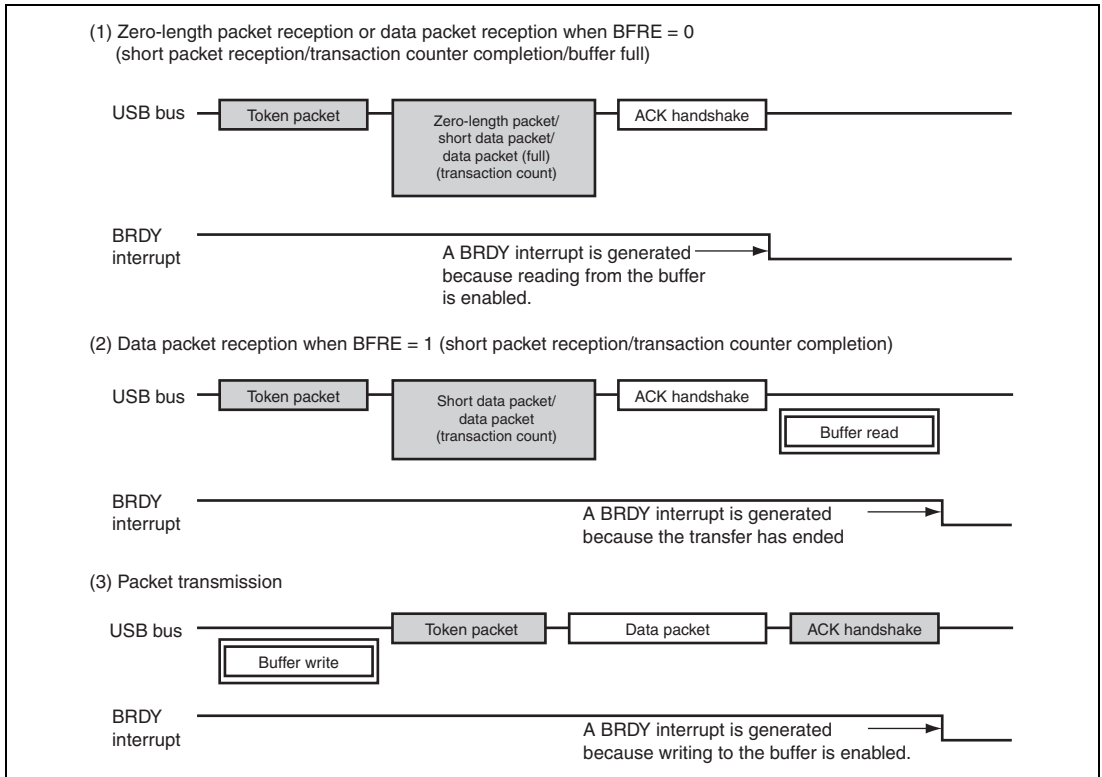 (1) Zero-length packet reception or data packet reception when BFRE = 0
(short packet reception/transaction counter completion/buffer full)
USB bus
Token packet
Zero-length packet/
short data packet/
data packet (full)
(transaction count)
ACK handshake
BRDY
interrupt
A BRDY interrupt is generated
because reading from the buffer
is enabled.
(2) Data packet reception when BFRE = 1 (short packet reception/transaction counter completion)
USB bus
Token packet
Short data packet/
data packet
(transaction count)
ACK handshake
Buffer read
BRDY
interrupt
A BRDY interrupt is generated
because the transfer has ended
(3) Packet transmission
USB bus
Token packet
Data packet
ACK handshake
Buffer write
BRDY
interrupt
A BRDY interrupt is generated
because writing to the buffer is enabled.